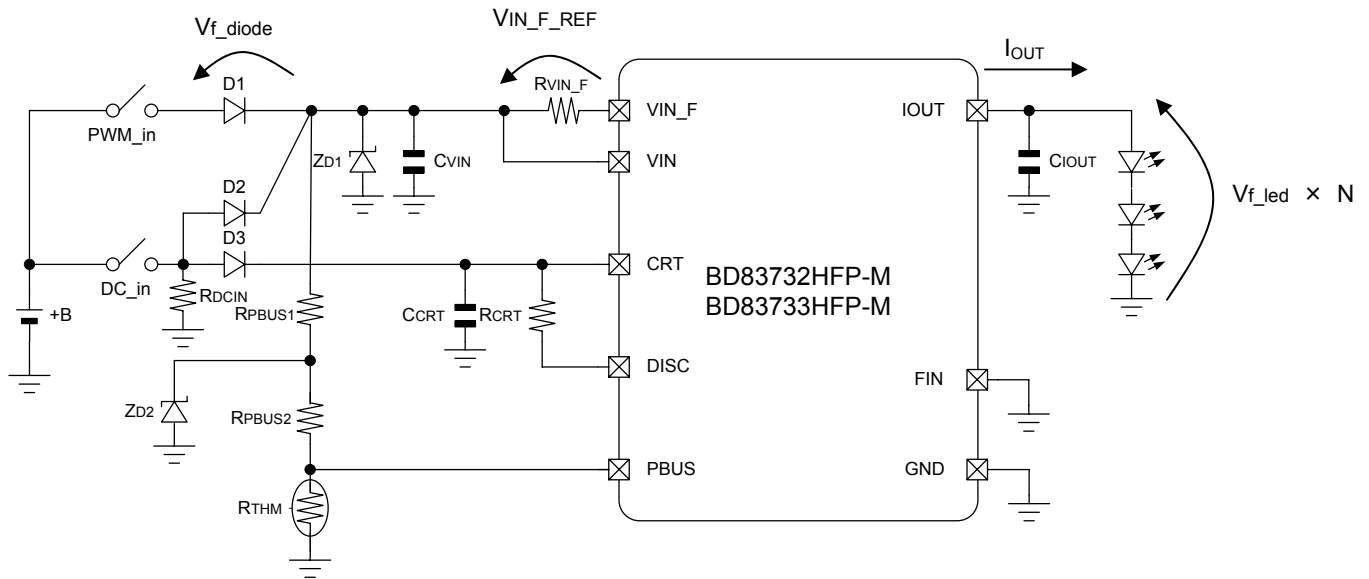 Vf_diode
VIN_F_REF
IOUT
D1
RVIN_F
PWM_in
VIN_F
IOUT
ZD1
CVIN
VIN
CIOUT
Vf_led × N
D2
D3
CRT
BD83732HFP-M
BD83733HFP-M
DC_in
RDCIN
+B
RPBUS1
CCRT
RCRT
DISC
FIN
ZD2
RPBUS2
PBUS
GND
RTHM